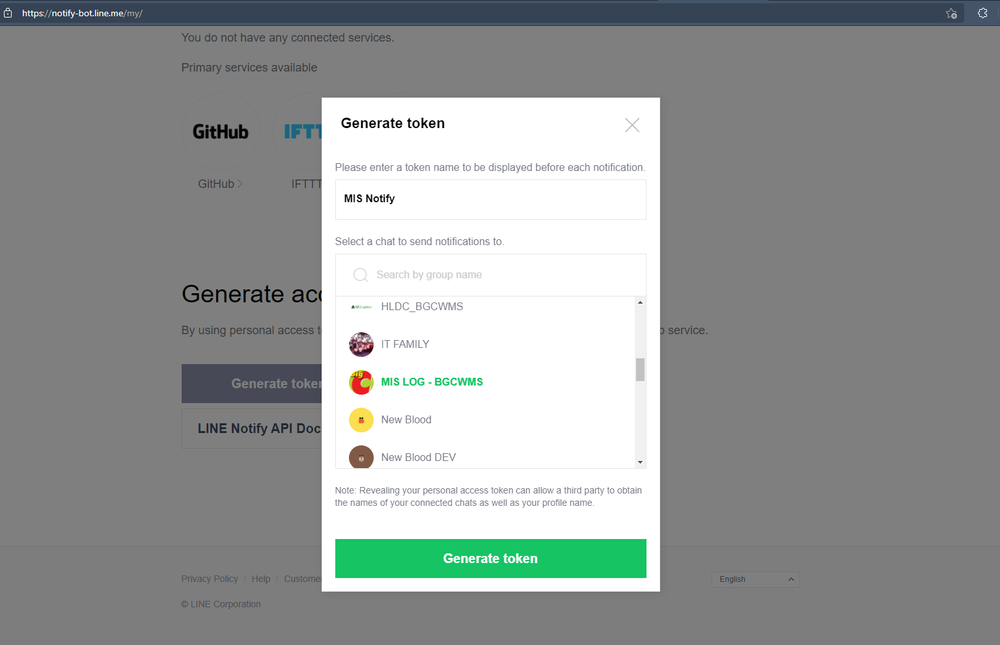 https://notify-bot.line.me/my/
You do not have any connected services.
Primary services available
GitHub
IFTT
GitHub
IFTTT
Generate token
Please enter a token name to be displayed before each notification.
MIS Notify
Select a chat to send notifications to.
Search by group name
HLDC_BGCWMS
IT FAMILY
Big
MIS LOG - BGCWMS
New Blood
New Blood DEV
Note: Revealing your personal access token can allow a third party to obtain
the names of your connected chats as well as your profile name.
Generate token
Generate acc
By using personal access t
service.
Generate token
LINE Notify API Doc
Privacy Policy Help Customer
English
© LINE Corporation